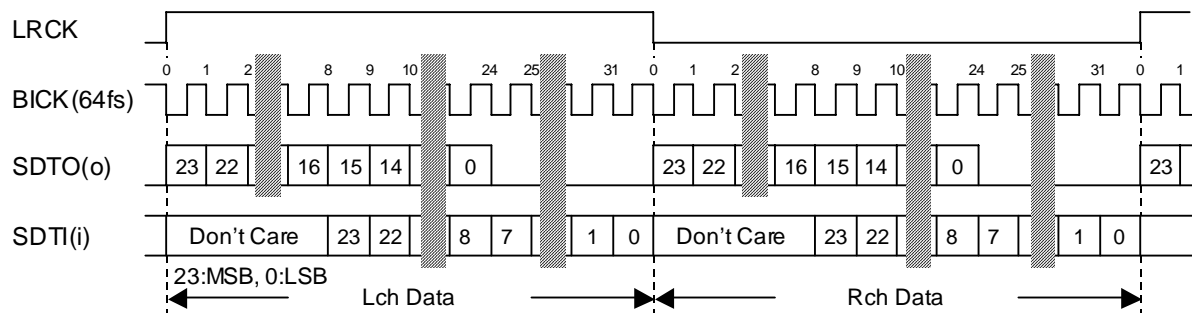 LRCK
0 1 2 8 9 10 24 25 31 0 1 2 8 9 10 24 25 31 0 1
BICK(64fs)
SDTO(o) 23 22 16 15 14 0 23 22 16 15 14 0 23
SDTI(i) Don't Care 23 22 8 7 1 0 Don't Care 23 22 8 7 1 0
23:MSB, 0:LSB
Lch Data Rch Data